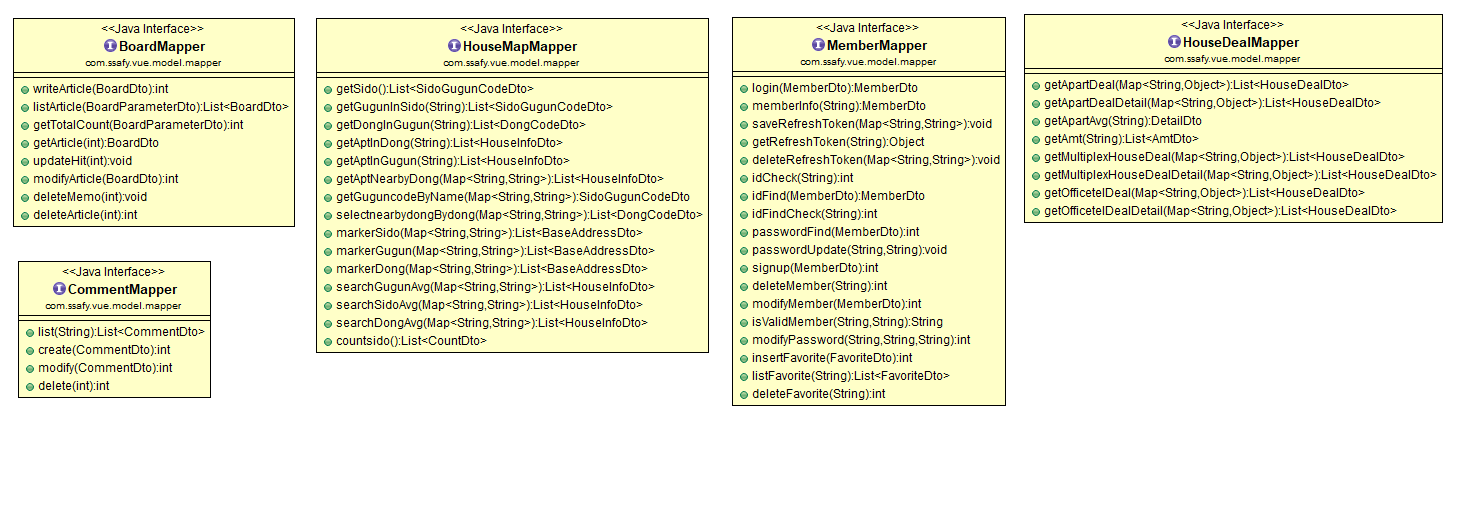 <<Java Interface>>
BoardMapper
com.ssafy.vue.model.mapper
writeArticle(BoardDto):int
listArticle(BoardParameterDto):List<BoardDto>
getTotalCount(BoardParameterDto):int
getArticle(int):BoardDto
updateHit(int):void
modifyArticle(BoardDto):int
deleteMemo(int):void
deleteArticle(int):int
<<Java Interface>>
CommentMapper
com.ssafy.vue.model.mapper
list(String):List<CommentDto>
create(CommentDto):int
modify(CommentDto):int
delete(int):int
<<Java Interface>>
HouseMapMapper
com.ssafy.vue.model.mapper
getSido():List<SidoGugunCodeDto>
getGugunInSido(String):List<SidoGugunCodeDto>
getDongInGugun(String):List<DongCodeDto>
getAptInDong(String):List<HouseInfoDto>
getAptInGugun(String):List<HouseInfoDto>
getAptNearbyDong(Map<String,String>):List<HouseInfoDto>
getGuguncodeByName(Map<String,String>):SidoGugunCodeDto
selectnearbydongBydong(Map<String,String>):List<DongCodeDto>
markerSido(Map<String,String>):List<BaseAddressDto>
markerGugun(Map<String,String>):List<BaseAddressDto>
markerDong(Map<String,String>):List<BaseAddressDto>
searchGugunAvg(Map<String,String>):List<HouseInfoDto>
searchSidoAvg(Map<String,String>):List<HouseInfoDto>
searchDongAvg(Map<String,String>):List<HouseInfoDto>
countsido():List<CountDto>
<<Java Interface>>
MemberMapper
com.ssafy.vue.model.mapper
login(MemberDto):MemberDto
memberInfo(String):MemberDto
saveRefreshToken(Map<String,String>):void
getRefreshToken(String):Object
deleteRefreshToken(Map<String,String>):void
idCheck(String):int
idFind(MemberDto):MemberDto
idFindCheck(String):int
passwordFind(MemberDto):int
passwordUpdate(String,String):void
signup(MemberDto):int
deleteMember(String):int
modifyMember(MemberDto):int
isValidMember(String,String):String
modifyPassword(String,String,String):int
insertFavorite(FavoriteDto):int
listFavorite(String):List<FavoriteDto>
deleteFavorite(String):int
<<Java Interface>>
HouseDealMapper
com.ssafy.vue.model.mapper
getApartDeal(Map<String,Object>):List<HouseDealDto>
getApartDealDetail(Map<String,Object>):List<HouseDealDto>
getApartAvg(String):DetailDto
getAmt(String):List<AmtDto>
getMultiplexHouseDeal(Map<String,Object>):List<HouseDealDto>
getMultiplexHouseDealDetail(Map<String,Object>):List<HouseDealDto>
getOfficetelDeal(Map<String,Object>):List<HouseDealDto>
getOfficetelDealDetail(Map<String,Object>):List<HouseDealDto>